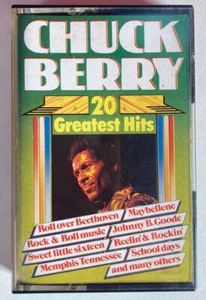 CHUCK
BERRY
20
Greatest Hits
Roll over Beethoven
Maybellene
Rock & Roll music
Johnny B. Goode
Sweet little sixteen
Reelin' & Rockin'
Memphis Tennessee
School days
and many others